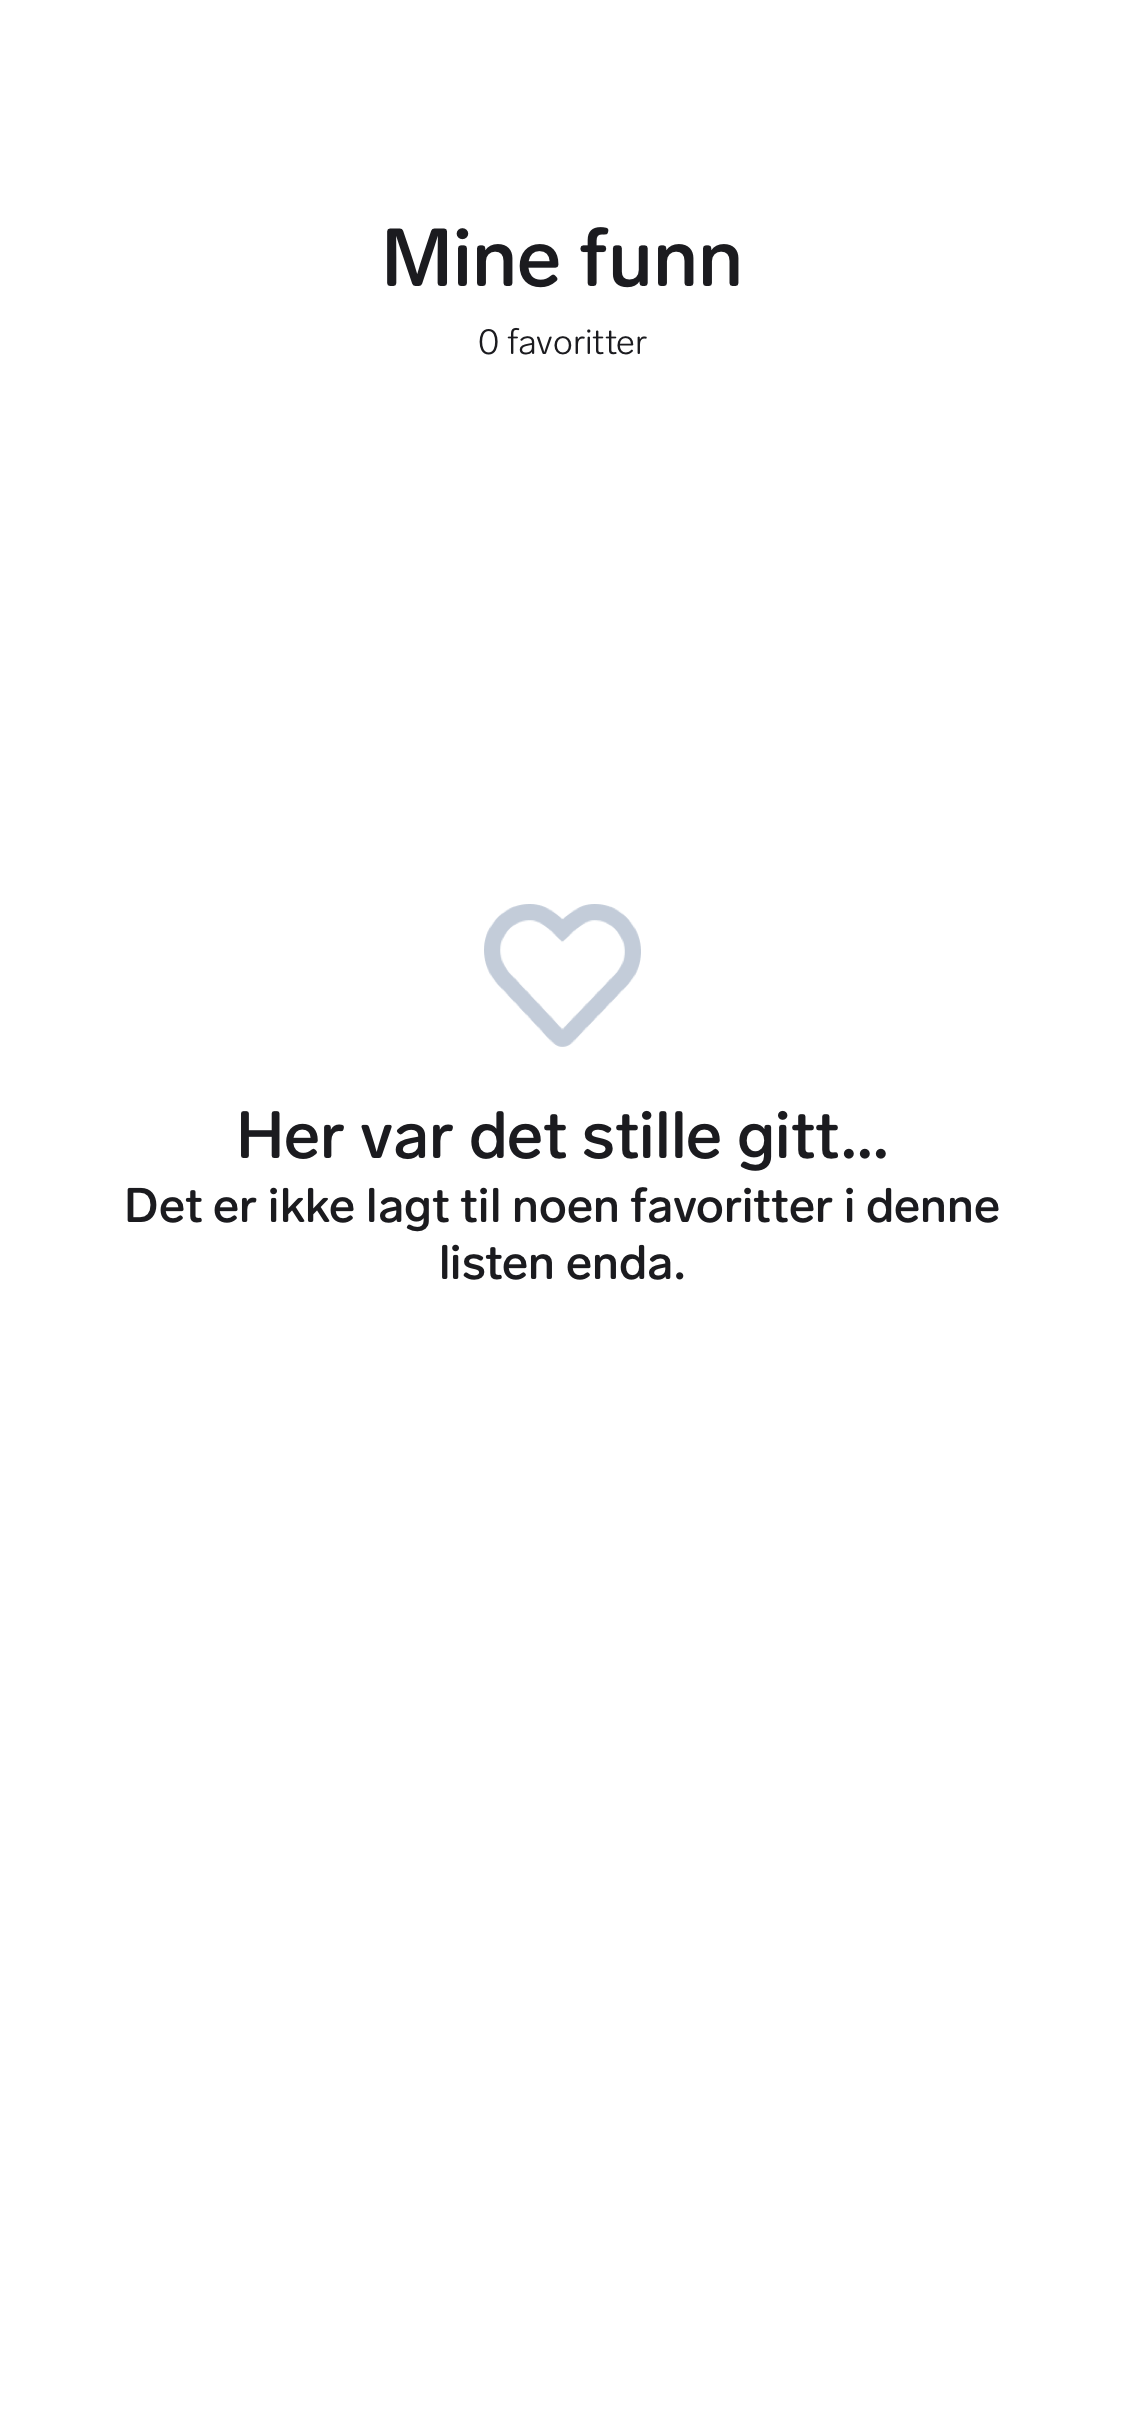 Mine funn
0 favoritter
Her var det stille gitt...
Det er ikke lagt til noen favoritter i denne
listen enda.